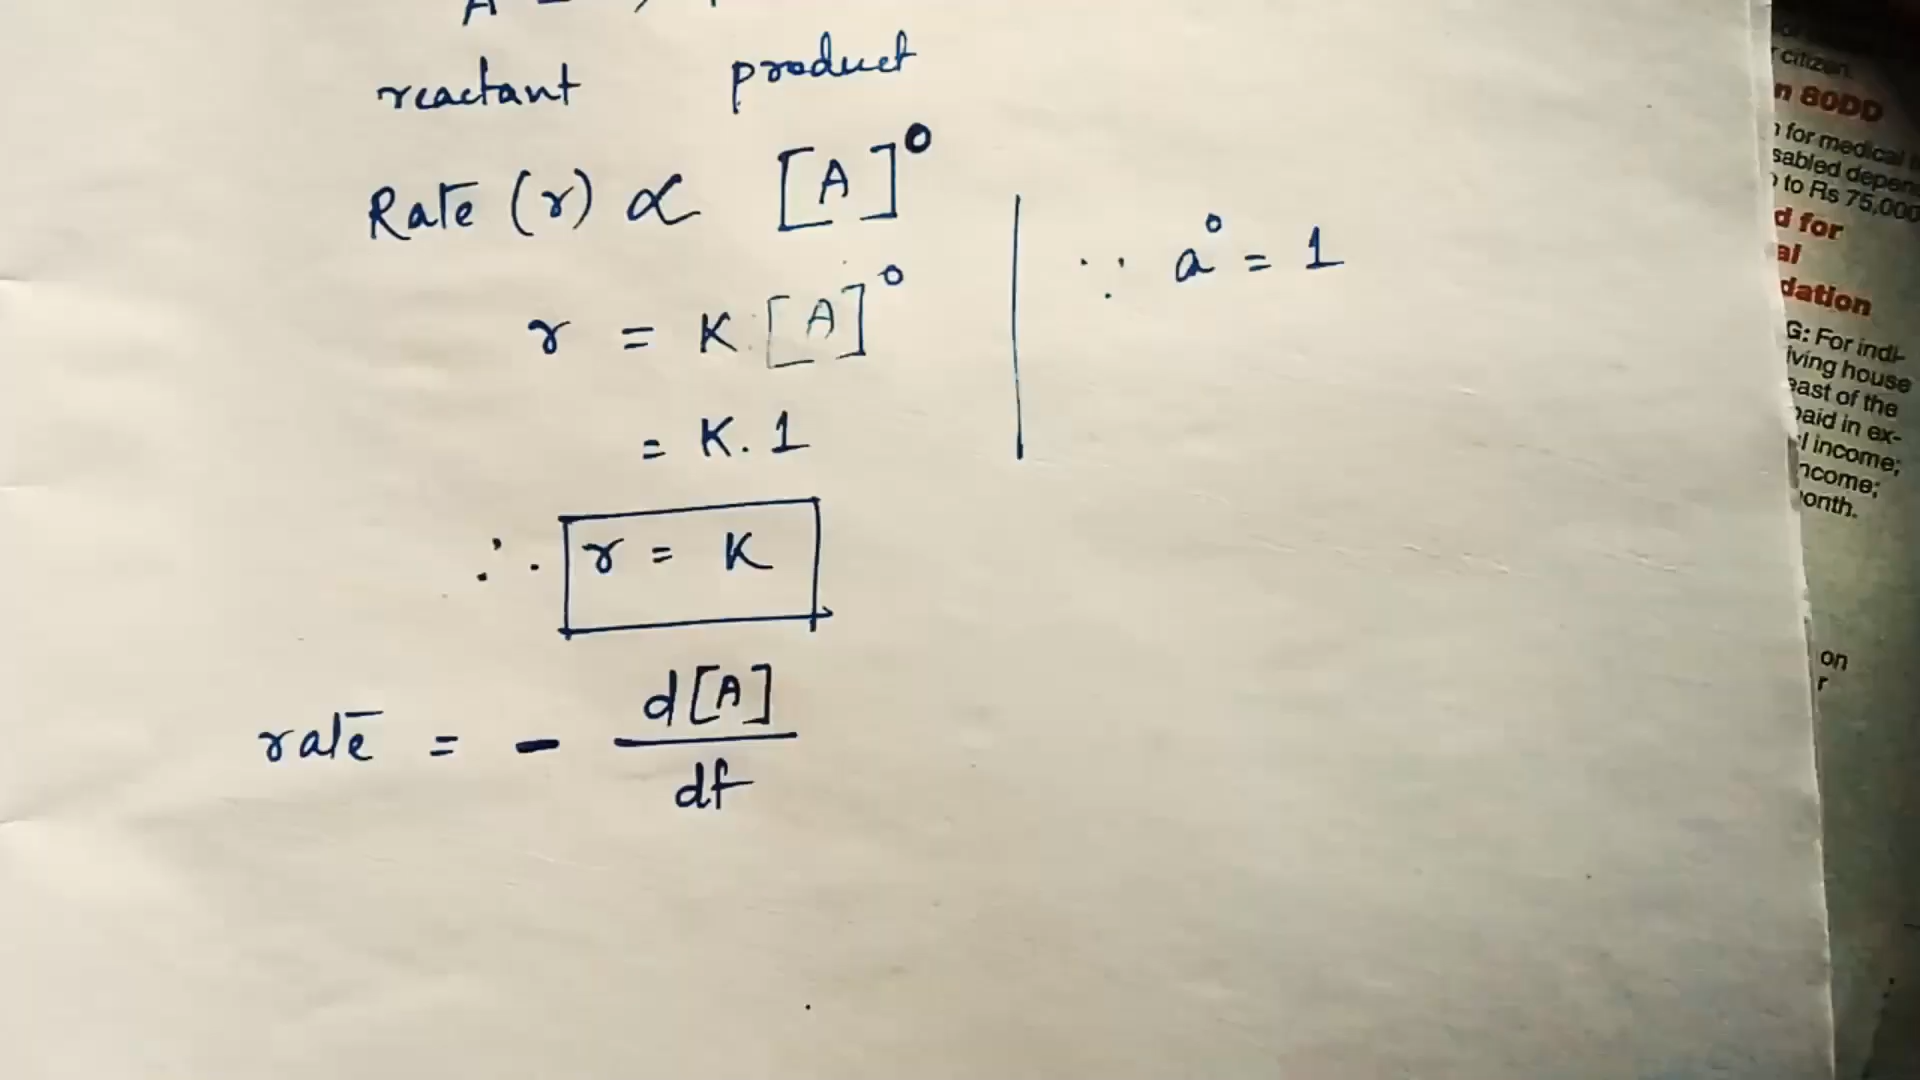 A
reactant product
Rate (r) ∝ [A]⁰
r = K [A]⁰
= K. 1
∴ r = K
rate = - d[A]
dt
∵ a⁰ = 1
citizen.
n 80DD
for medical
sabled depen
to Rs 75,000
d for
al
dation
G: For indi-
iving house
east of the
paid in ex-
l income;
ncome;
onth.
on
r